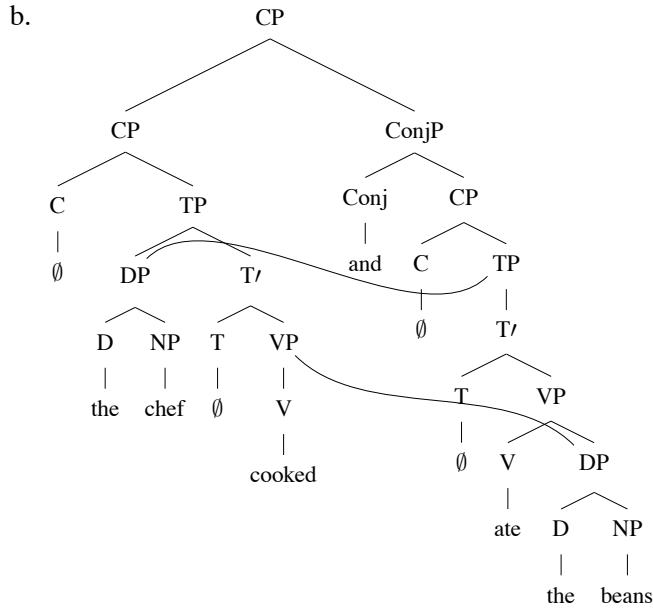 b.
CP
CP ConjP
C TP Conj CP
∅ DP T′ and C TP
D NP T VP ∅ T′
the chef ∅ V T VP
cooked ∅ V DP
ate D NP
the beans